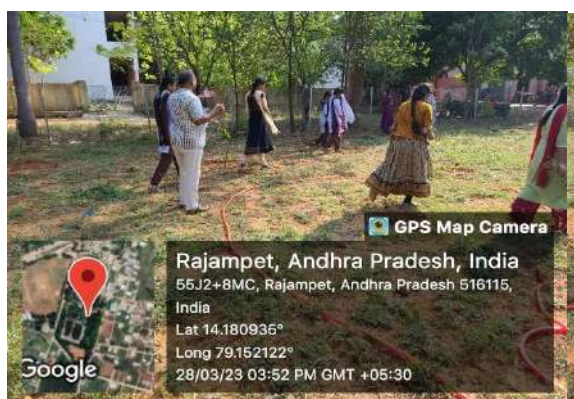 GPS Map Camera
Rajampet, Andhra Pradesh, India
55J2+8MC, Rajampet, Andhra Pradesh 516115,
India
Lat 14.180935°
Long 79.152122°
28/03/23 03:52 PM GMT +05:30
Google